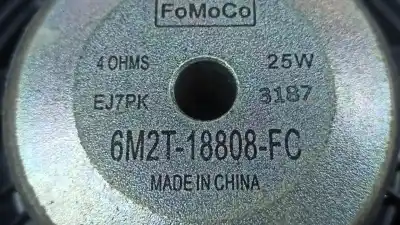 FoMoCo
4 OHMS 25W
EJ7PK 3187
6M2T-18808-FC
MADE IN CHINA